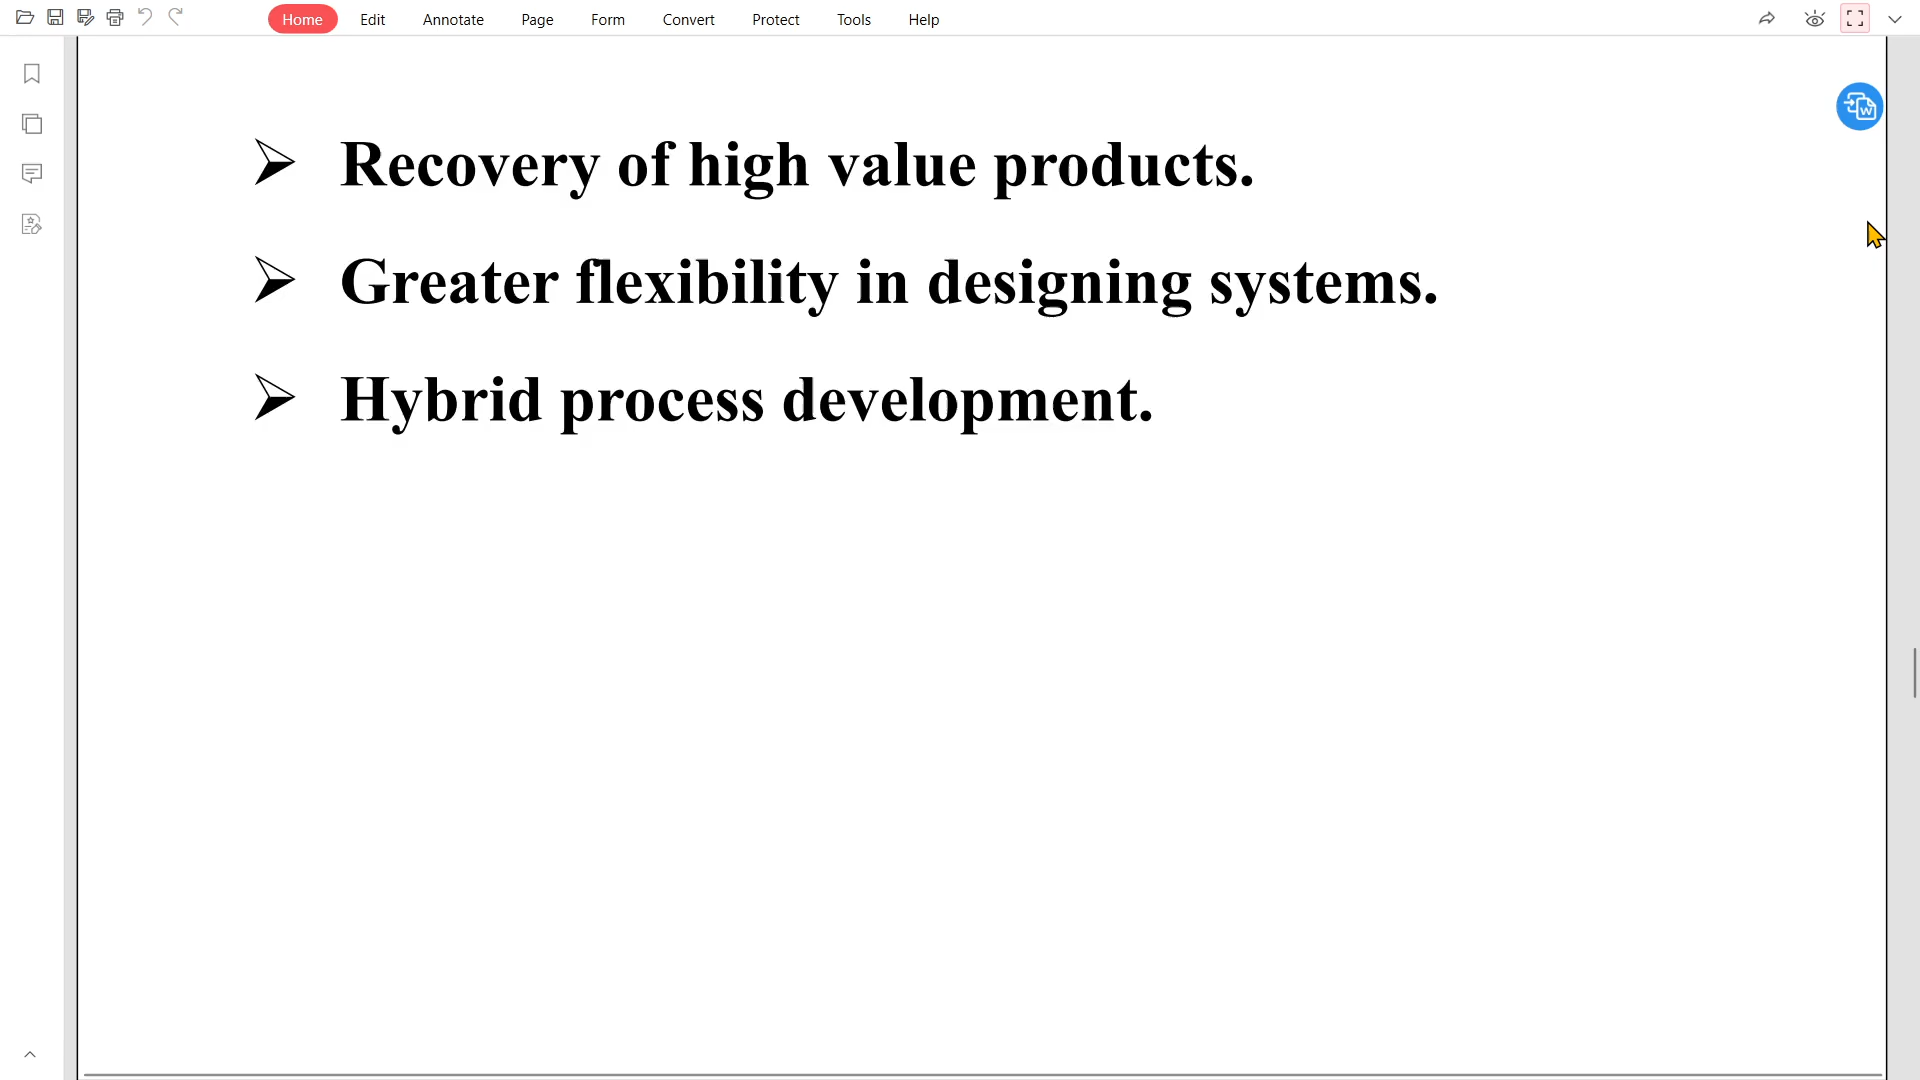 Home Edit Annotate Page Form Convert Protect Tools Help
➢ Recovery of high value products.
➢ Greater flexibility in designing systems.
➢ Hybrid process development.